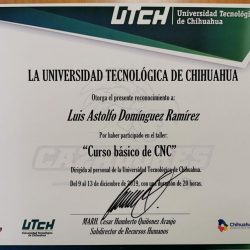 UTCH Universidad Tecnológica
de Chihuahua
LA UNIVERSIDAD TECNOLÓGICA DE CHIHUAHUA
Otorga el presente reconocimiento a:
Luis Astolfo Domínguez Ramírez
Por haber participado en el taller:
“Curso básico de CNC”
Dirigido al personal de la Universidad Tecnológica de Chihuahua.
Del 9 al 13 de diciembre de 2019, con una duración de 20 horas.
MARH. Cesar Humberto Quiñonez Araujo
Subdirector de Recursos Humanos
UTCH
Chihuahua